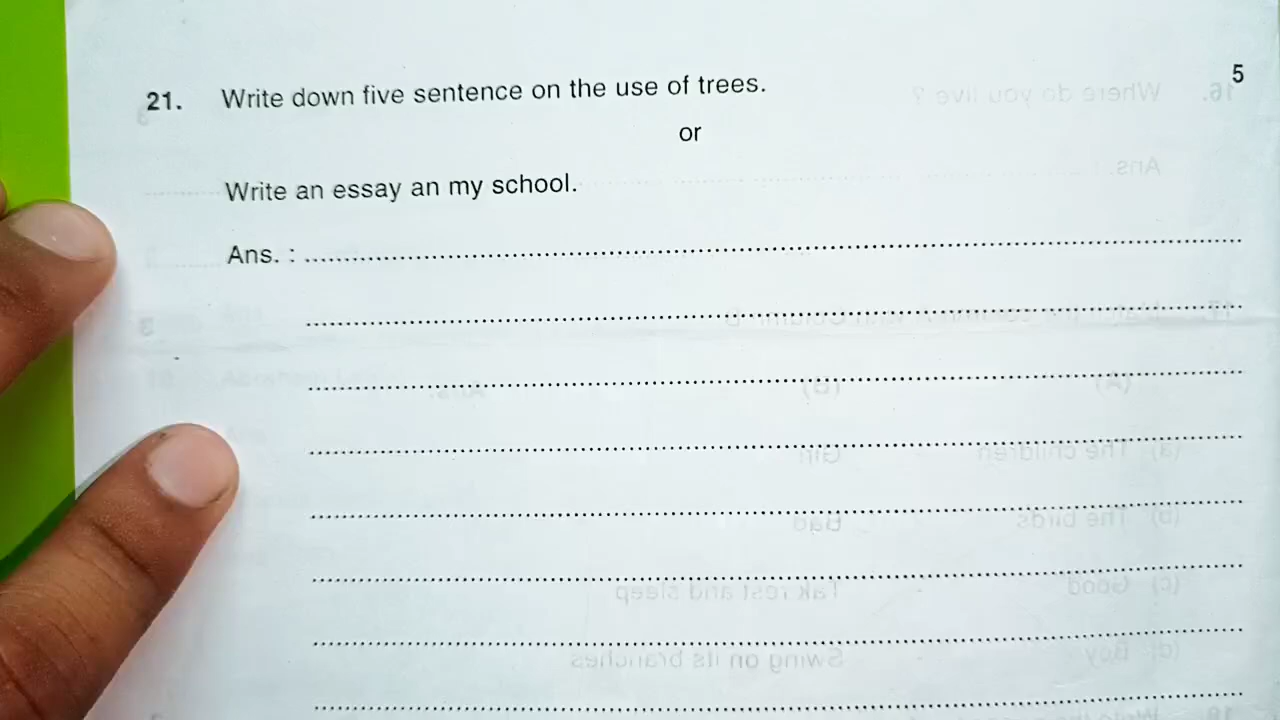 21. Write down five sentence on the use of trees. 5
or
Write an essay an my school.
Ans. :